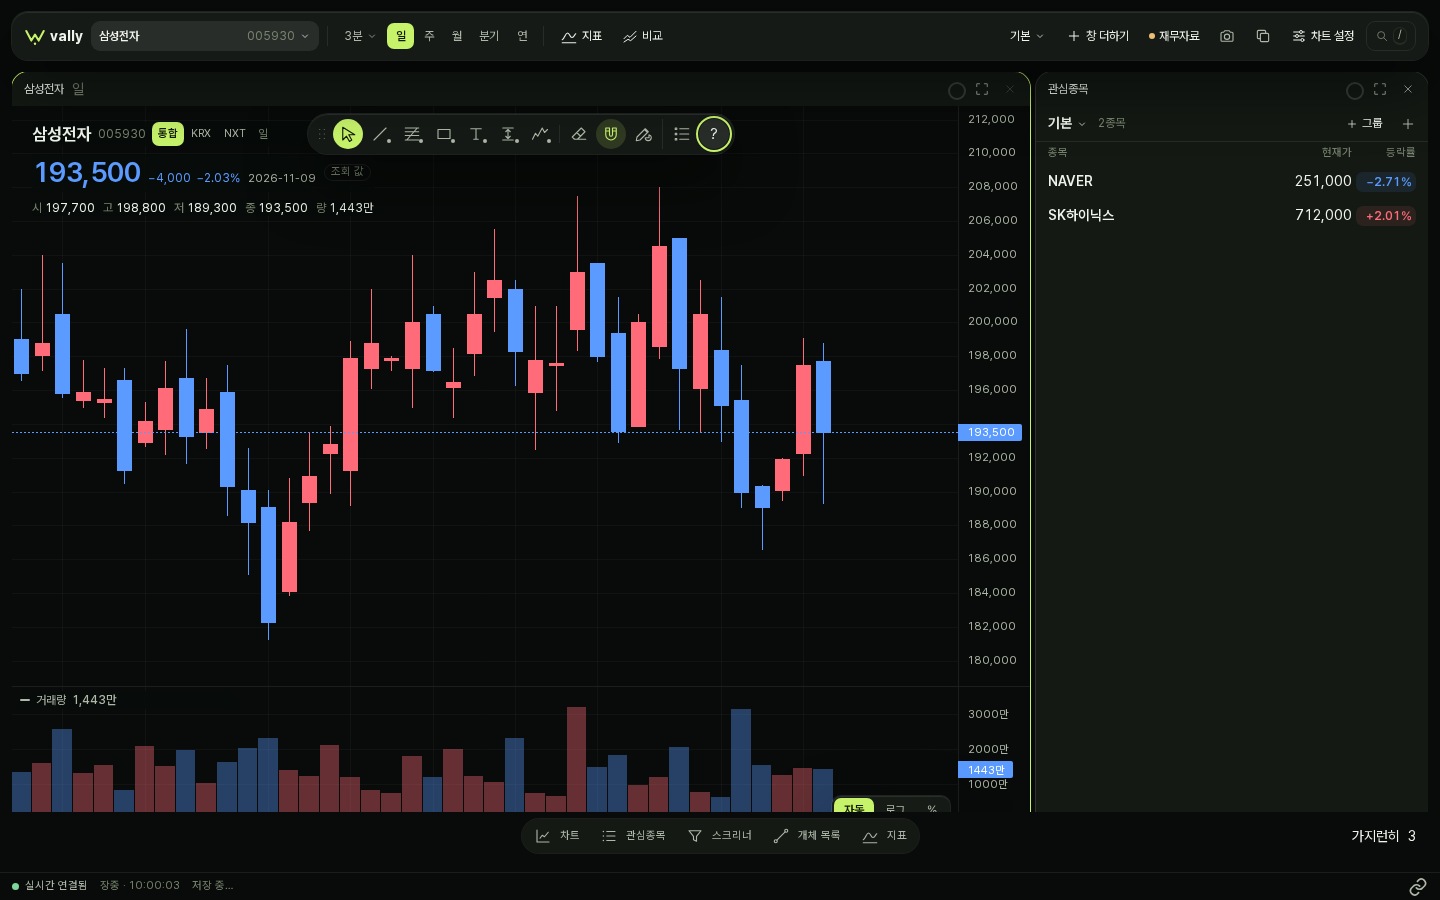 vally 삼성전자 005930 3분 일 주 월 분기 연 지표 비교 기본 창 더하기 재무자료 차트 설정 /
삼성전자 일
관심종목
삼성전자 005930 통합 KRX NXT 일
?
193,500 −4,000 −2.03% 2026-11-09 조회 값
시 197,700 고 198,800 저 189,300 종 193,500 량 1,443만
212,000
210,000
208,000
206,000
204,000
202,000
200,000
198,000
196,000
193,500
192,000
190,000
188,000
186,000
184,000
182,000
180,000
거래량 1,443만
3000만
2000만
1443만
1000만
자동 로그 %
기본 2종목 + 그룹 +
종목 현재가 등락률
NAVER 251,000 −2.71%
SK하이닉스 712,000 +2.01%
차트 관심종목 스크리너 개체 목록 지표
가지런히 3
실시간 연결됨 장중 · 10:00:03 저장 중...